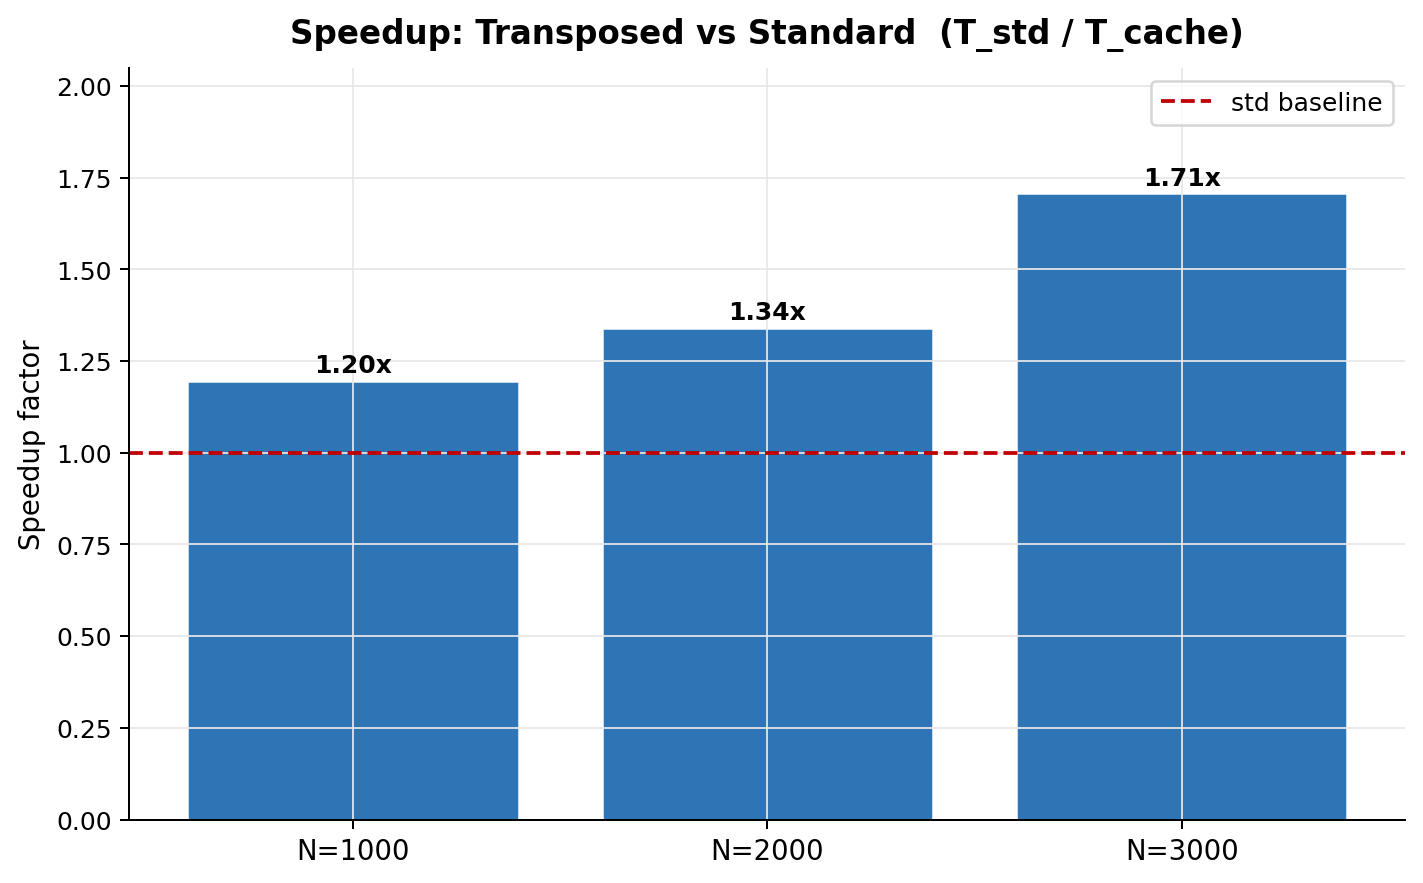 Speedup: Transposed vs Standard  (T_std / T_cache)
std baseline
Speedup factor
2.00
1.75
1.50
1.25
1.00
0.75
0.50
0.25
0.00
1.20x
1.34x
1.71x
N=1000
N=2000
N=3000